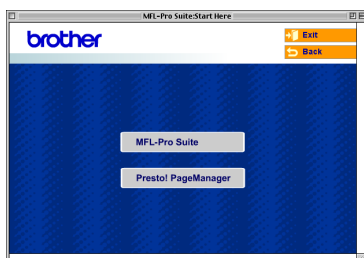 MFL-Pro Suite:Start Here
brother
Exit
Back
MFL-Pro Suite
Presto! PageManager